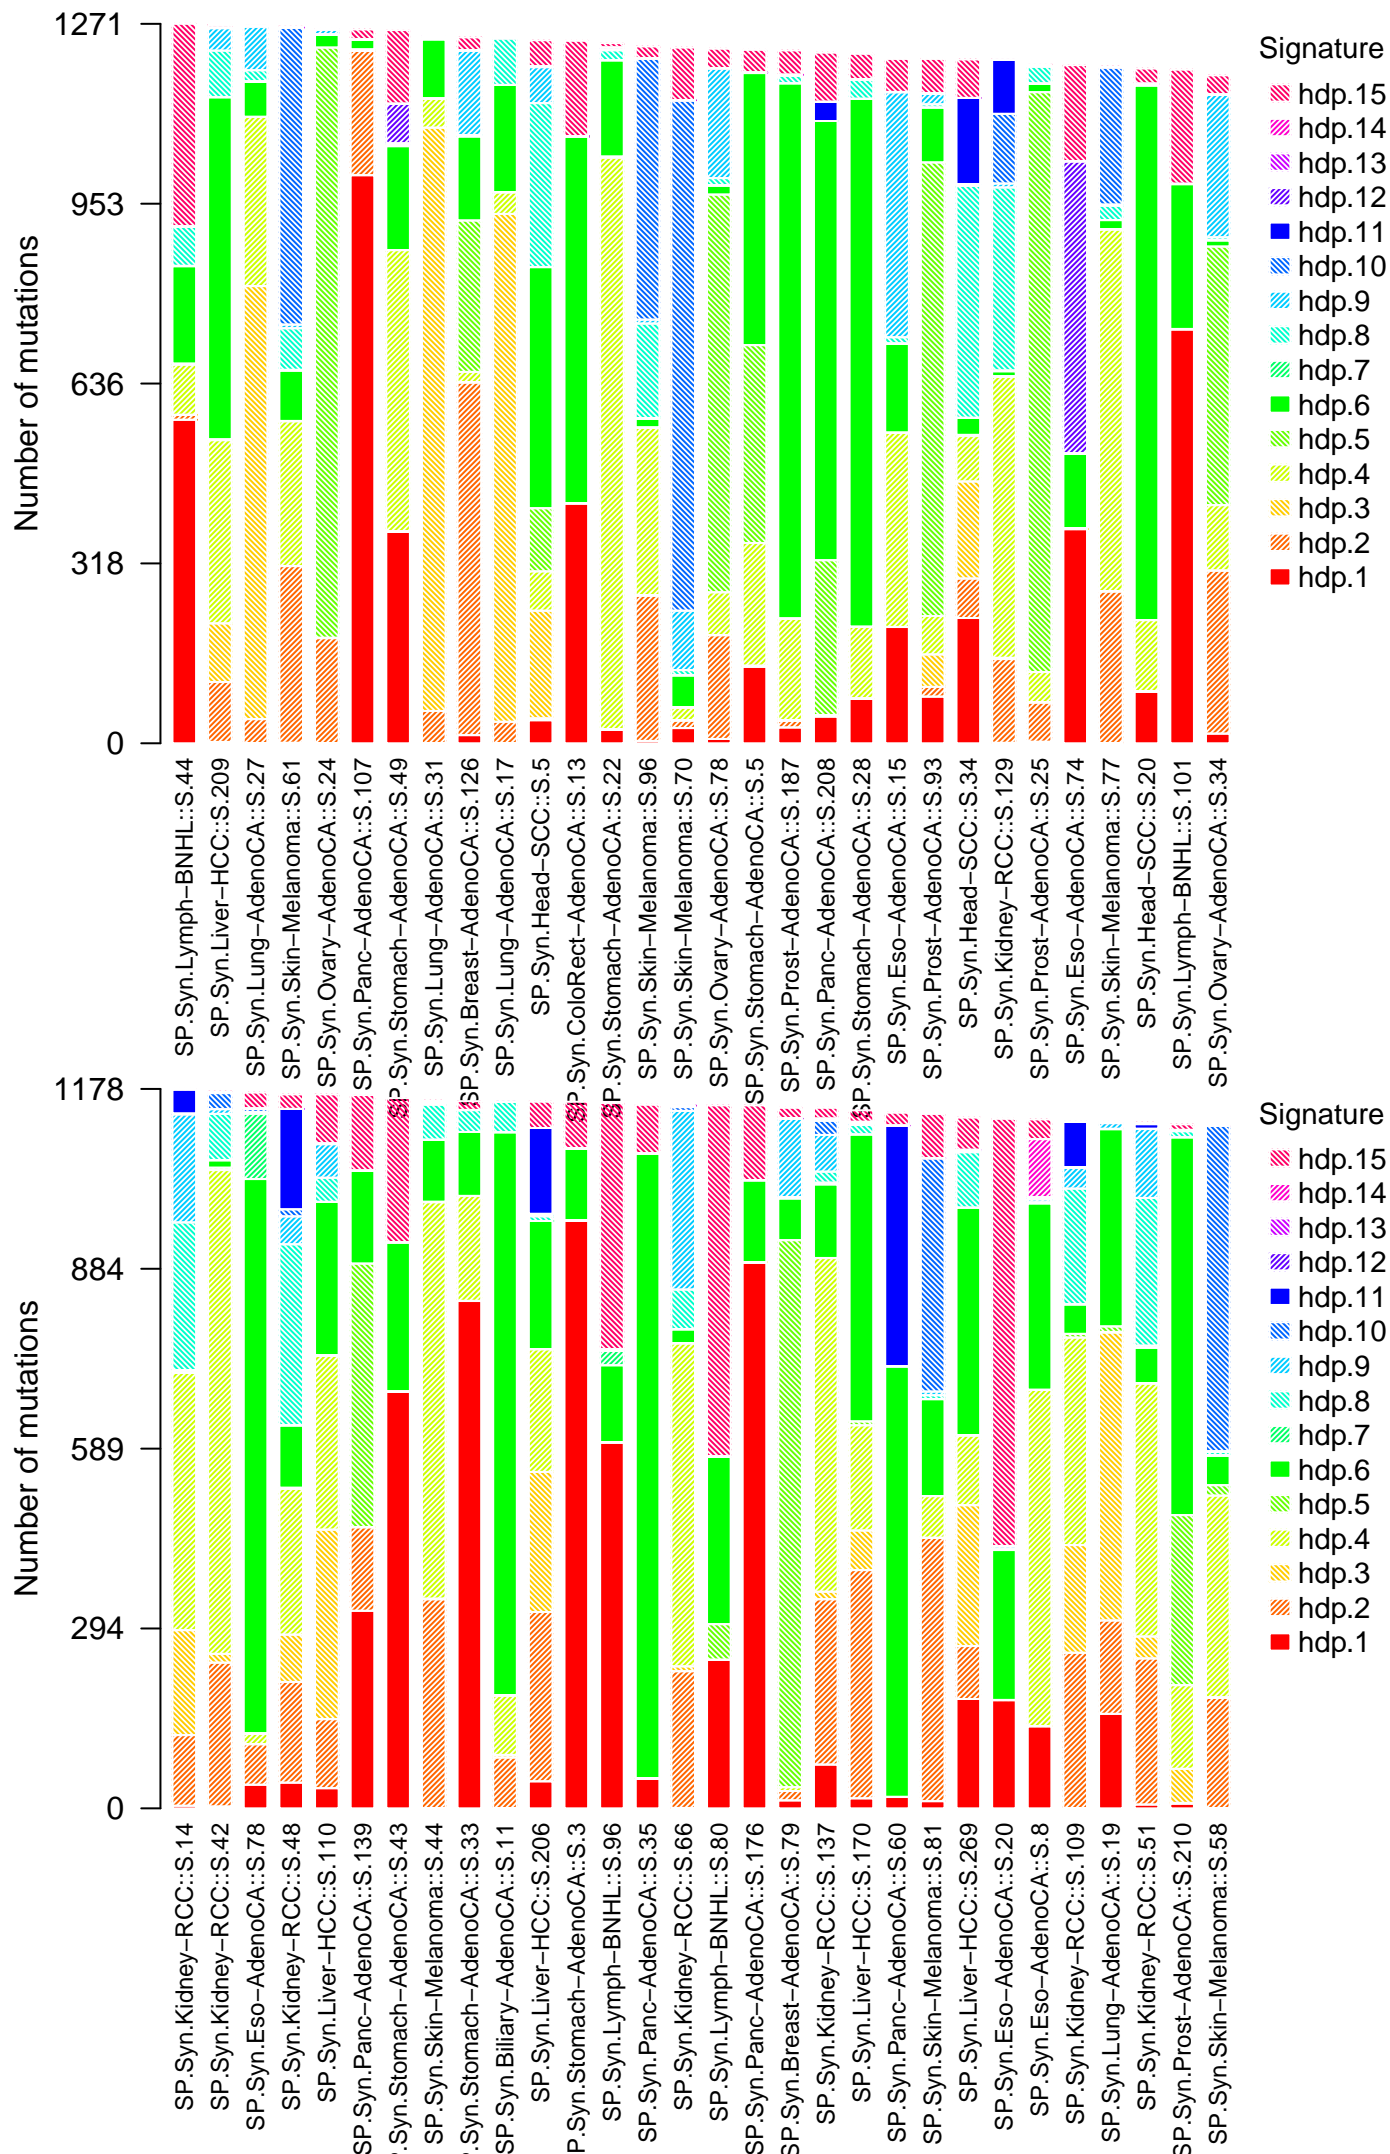 Number of mutations
1271
953
636
318
0
Signature
hdp.15
hdp.14
hdp.13
hdp.12
hdp.11
hdp.10
hdp.9
hdp.8
hdp.7
hdp.6
hdp.5
hdp.4
hdp.3
hdp.2
hdp.1
SP.Syn.Lymph−BNHL::S.44
SP.Syn.Liver−HCC::S.209
SP.Syn.Lung−AdenoCA::S.27
SP.Syn.Skin−Melanoma::S.61
SP.Syn.Ovary−AdenoCA::S.24
SP.Syn.Panc−AdenoCA::S.107
SP.Syn.Stomach−AdenoCA::S.49
SP.Syn.Lung−AdenoCA::S.31
SP.Syn.Breast−AdenoCA::S.126
SP.Syn.Lung−AdenoCA::S.17
SP.Syn.Head−SCC::S.5
SP.Syn.ColoRect−AdenoCA::S.13
SP.Syn.Stomach−AdenoCA::S.22
SP.Syn.Skin−Melanoma::S.96
SP.Syn.Skin−Melanoma::S.70
SP.Syn.Ovary−AdenoCA::S.78
SP.Syn.Stomach−AdenoCA::S.5
SP.Syn.Prost−AdenoCA::S.187
SP.Syn.Panc−AdenoCA::S.208
SP.Syn.Stomach−AdenoCA::S.28
SP.Syn.Eso−AdenoCA::S.15
SP.Syn.Prost−AdenoCA::S.93
SP.Syn.Head−SCC::S.34
SP.Syn.Kidney−RCC::S.129
SP.Syn.Prost−AdenoCA::S.25
SP.Syn.Eso−AdenoCA::S.74
SP.Syn.Skin−Melanoma::S.77
SP.Syn.Head−SCC::S.20
SP.Syn.Lymph−BNHL::S.101
SP.Syn.Ovary−AdenoCA::S.34
Number of mutations
1178
884
589
294
0
Signature
hdp.15
hdp.14
hdp.13
hdp.12
hdp.11
hdp.10
hdp.9
hdp.8
hdp.7
hdp.6
hdp.5
hdp.4
hdp.3
hdp.2
hdp.1
SP.Syn.Kidney−RCC::S.14
SP.Syn.Kidney−RCC::S.42
SP.Syn.Eso−AdenoCA::S.78
SP.Syn.Kidney−RCC::S.48
SP.Syn.Liver−HCC::S.110
SP.Syn.Panc−AdenoCA::S.139
P.Syn.Stomach−AdenoCA::S.43
SP.Syn.Skin−Melanoma::S.44
SP.Syn.Stomach−AdenoCA::S.33
SP.Syn.Biliary−AdenoCA::S.11
SP.Syn.Liver−HCC::S.206
SP.Syn.Stomach−AdenoCA::S.3
SP.Syn.Lymph−BNHL::S.96
SP.Syn.Panc−AdenoCA::S.35
SP.Syn.Kidney−RCC::S.66
SP.Syn.Lymph−BNHL::S.80
SP.Syn.Panc−AdenoCA::S.176
SP.Syn.Breast−AdenoCA::S.79
SP.Syn.Kidney−RCC::S.137
SP.Syn.Liver−HCC::S.170
SP.Syn.Panc−AdenoCA::S.60
SP.Syn.Skin−Melanoma::S.81
SP.Syn.Liver−HCC::S.269
SP.Syn.Eso−AdenoCA::S.20
SP.Syn.Eso−AdenoCA::S.8
SP.Syn.Kidney−RCC::S.109
SP.Syn.Lung−AdenoCA::S.19
SP.Syn.Kidney−RCC::S.51
SP.Syn.Prost−AdenoCA::S.210
SP.Syn.Skin−Melanoma::S.58